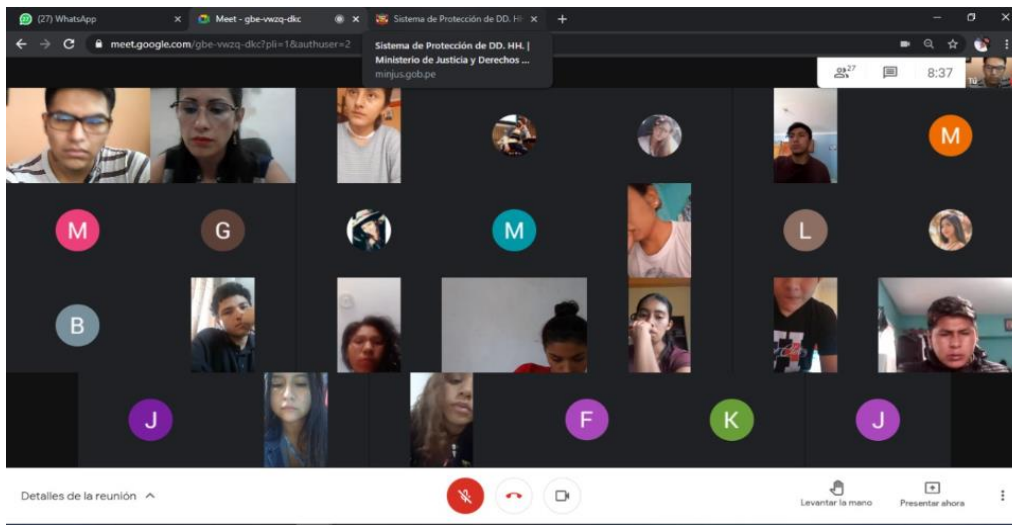 (27) WhatsApp
Meet - gbe-vwzq-dkc
Sistema de Protección de DD. HH
meet.google.com/gbe-vwzq-dkc?pli=1&authuser=2
Sistema de Protección de DD. HH. |
Ministerio de Justicia y Derechos ...
minjus.gob.pe
27
8:37
Tú
M
M
G
M
L
B
J
F
K
J
Detalles de la reunión
Levantar la mano
Presentar ahora